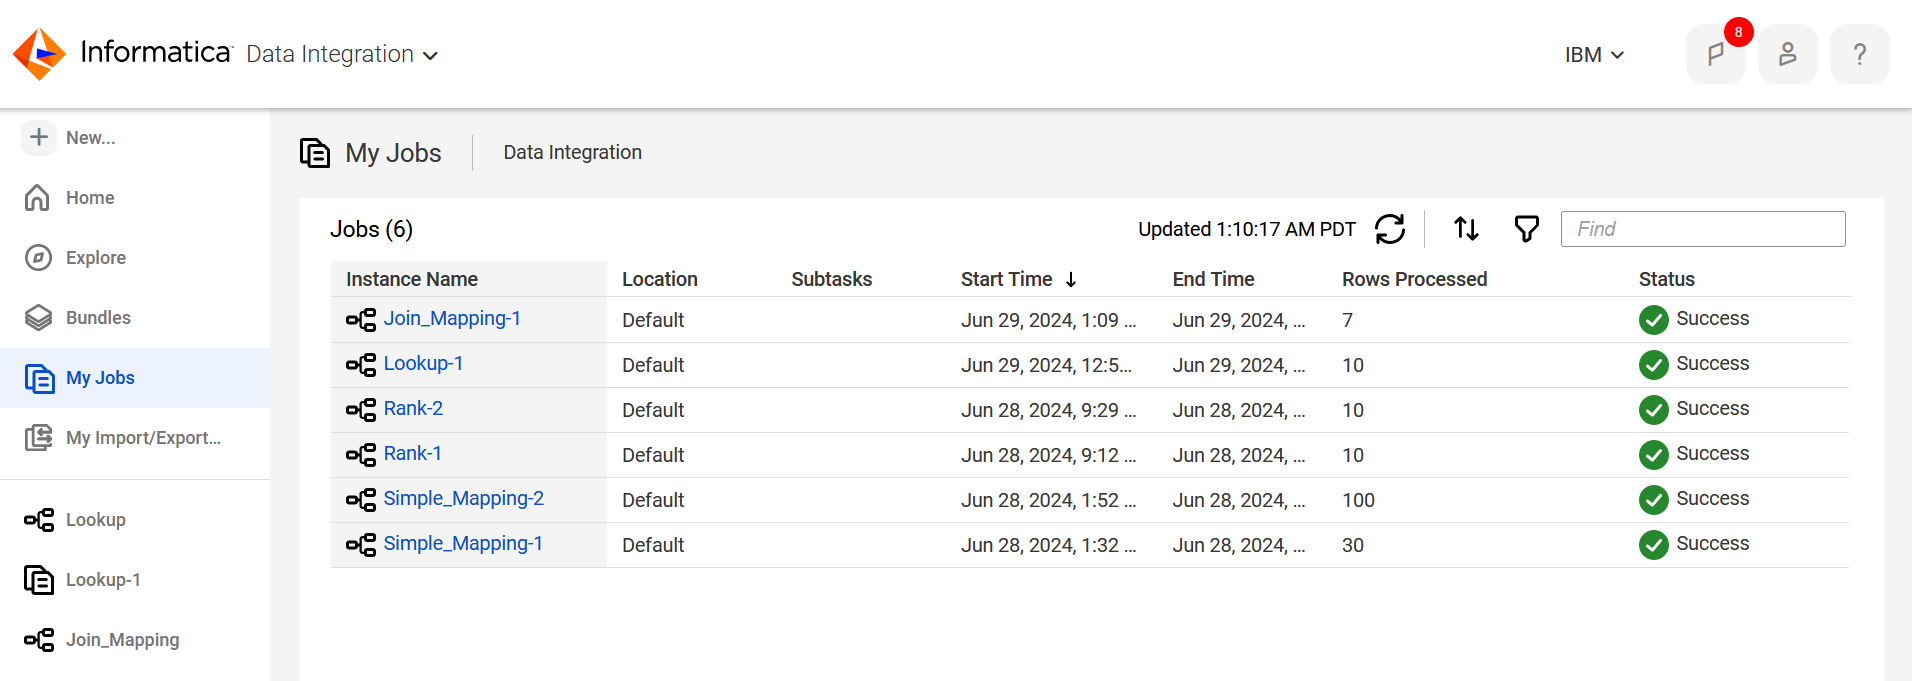 Informatica Data Integration
IBM
8
?
New...
Home
Explore
Bundles
My Jobs
My Import/Export...
Lookup
Lookup-1
Join_Mapping
My Jobs Data Integration
Jobs (6) Updated 1:10:17 AM PDT Find
Instance Name Location Subtasks Start Time ↓ End Time Rows Processed Status
Join_Mapping-1 Default Jun 29, 2024, 1:09 ... Jun 29, 2024, ... 7 Success
Lookup-1 Default Jun 29, 2024, 12:5... Jun 29, 2024, ... 10 Success
Rank-2 Default Jun 28, 2024, 9:29 ... Jun 28, 2024, ... 10 Success
Rank-1 Default Jun 28, 2024, 9:12 ... Jun 28, 2024, ... 10 Success
Simple_Mapping-2 Default Jun 28, 2024, 1:52 ... Jun 28, 2024, ... 100 Success
Simple_Mapping-1 Default Jun 28, 2024, 1:32 ... Jun 28, 2024, ... 30 Success